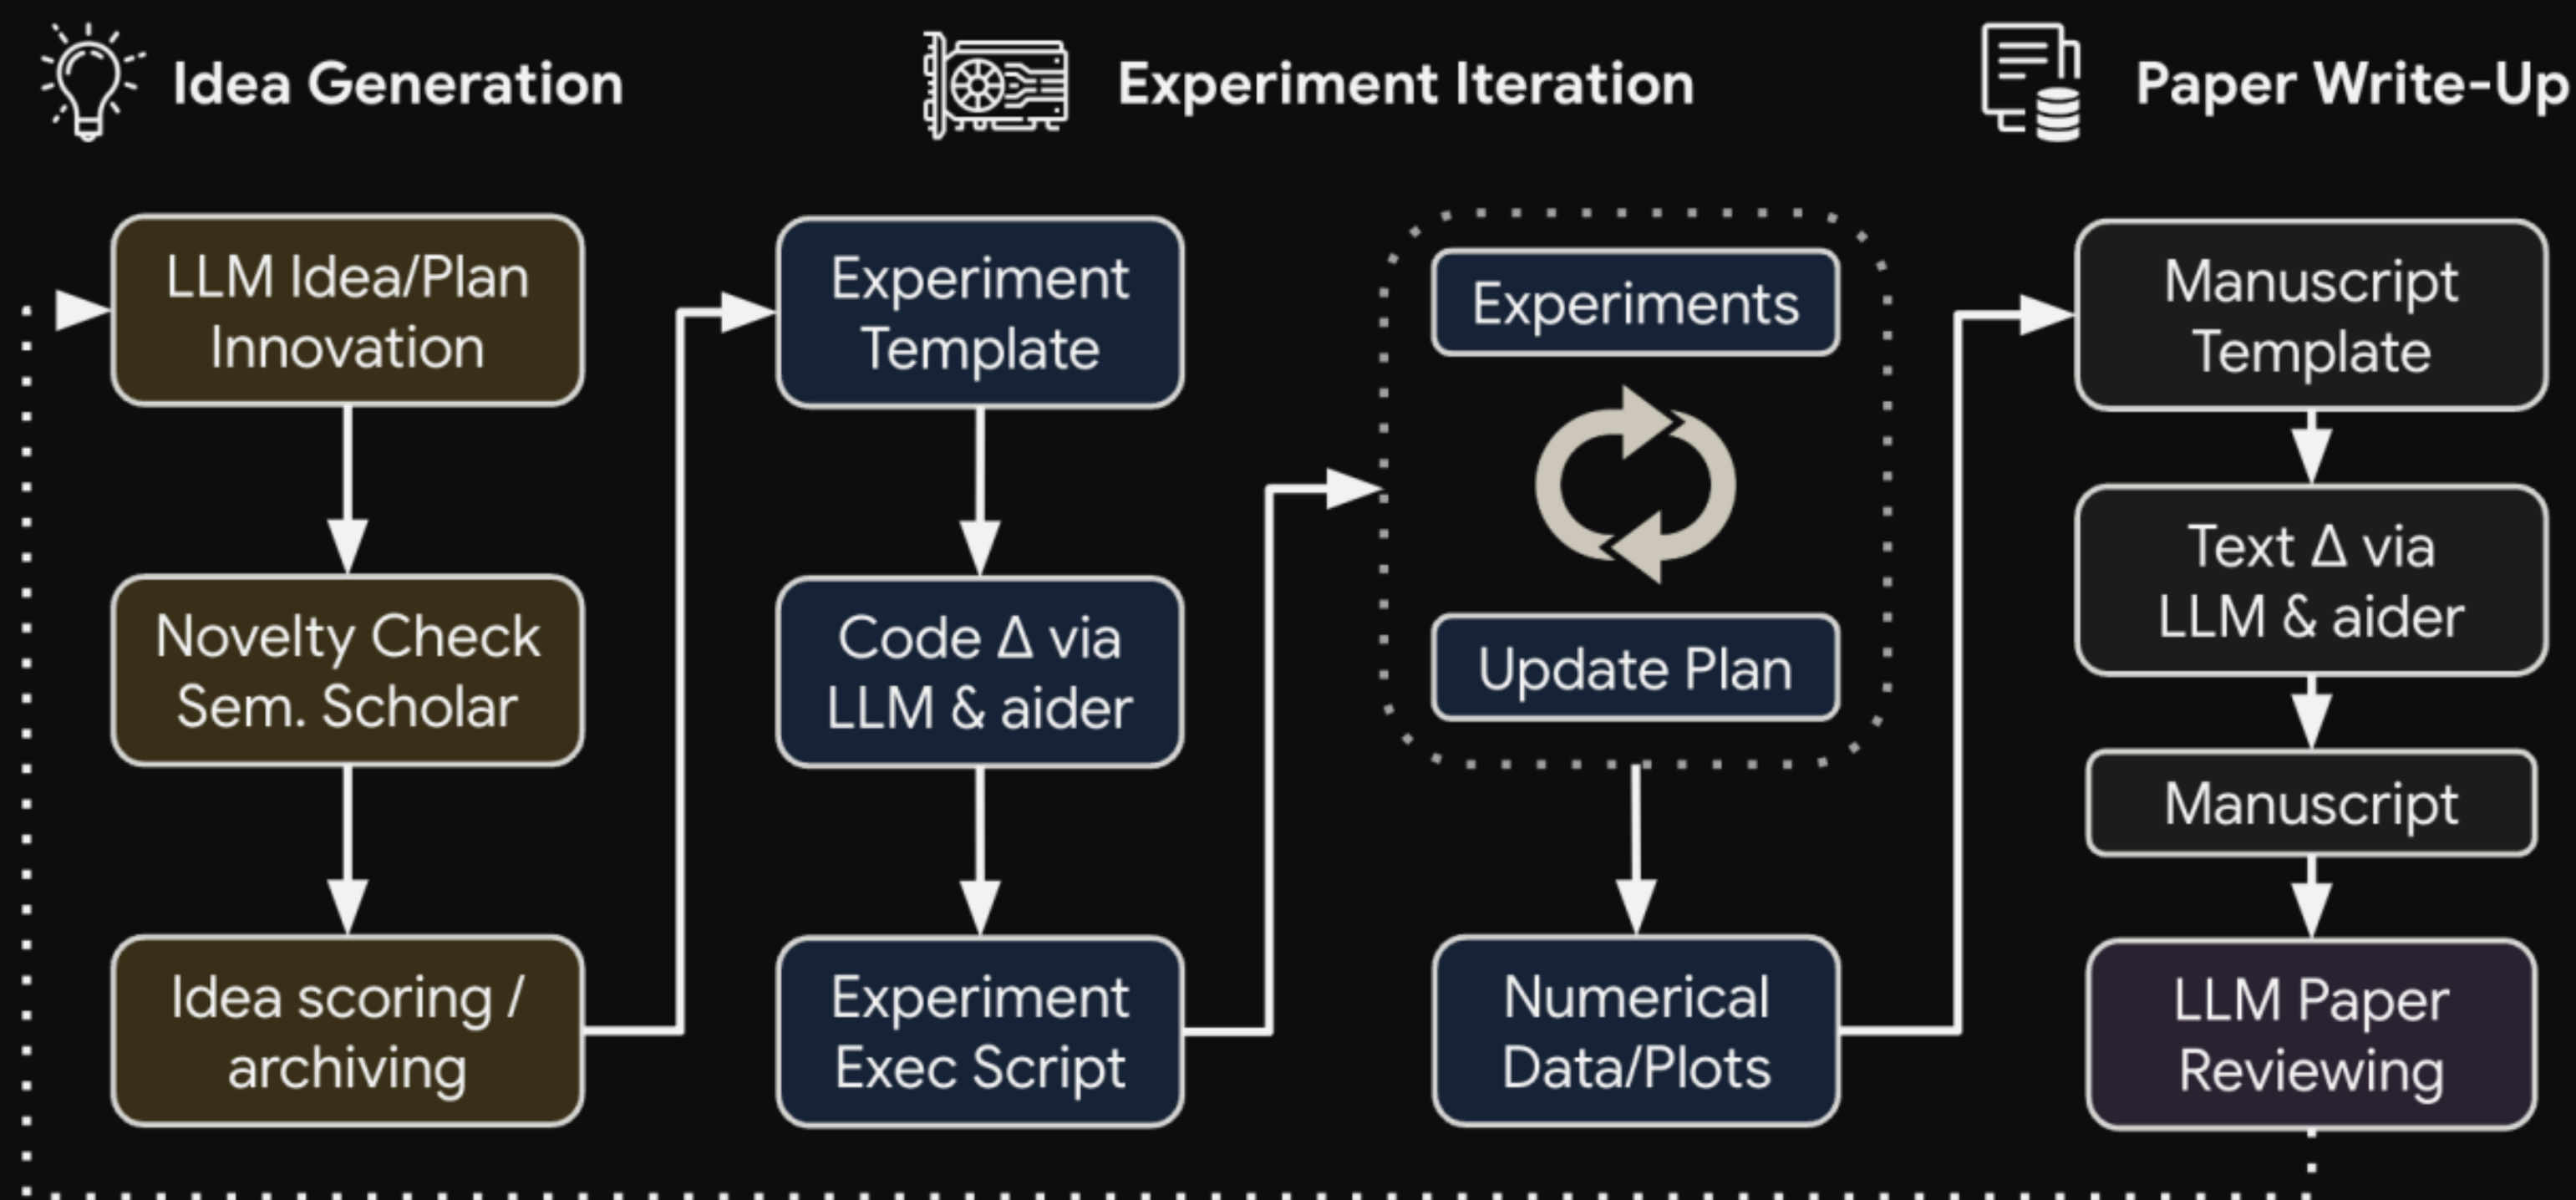 Idea Generation
Experiment Iteration
Paper Write-Up
LLM Idea/Plan
Innovation
Novelty Check
Sem. Scholar
Idea scoring /
archiving
Experiment
Template
Code Δ via
LLM & aider
Experiment
Exec Script
Experiments
Update Plan
Numerical
Data/Plots
Manuscript
Template
Text Δ via
LLM & aider
Manuscript
LLM Paper
Reviewing